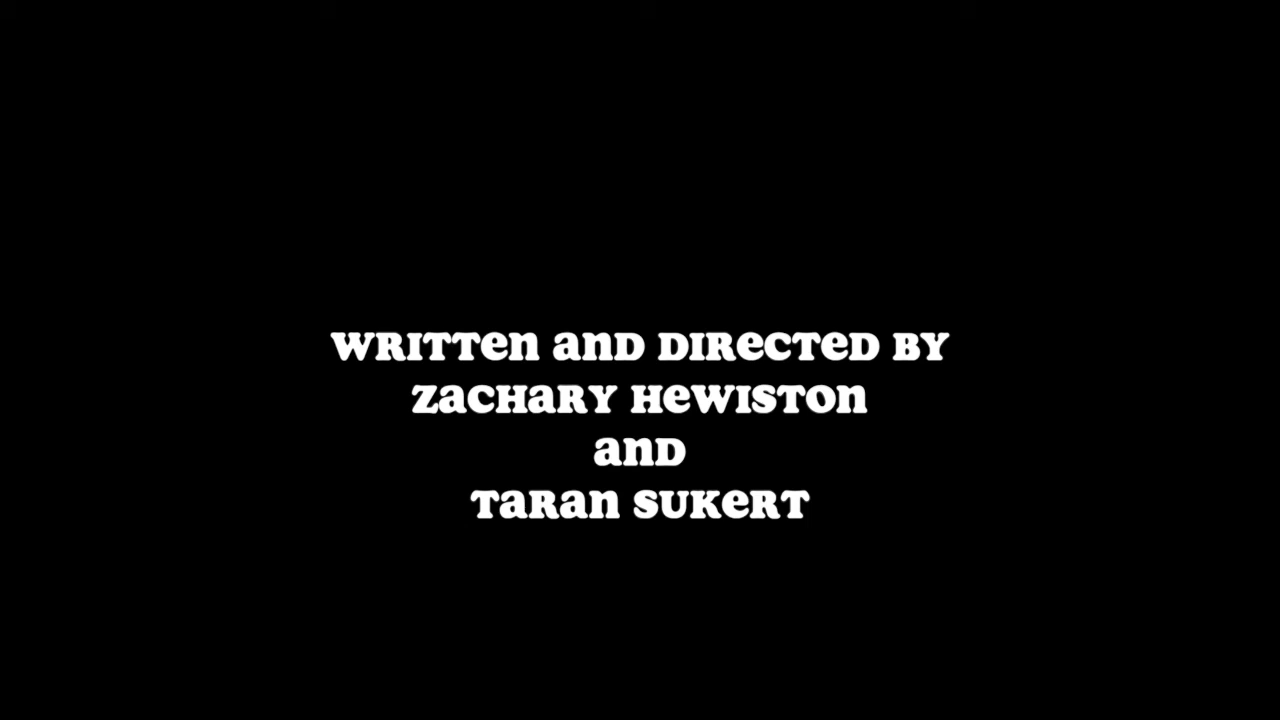 WRITTEN AND DIRECTED BY
ZACHARY HEWISTON
AND
TARAN SUKERT